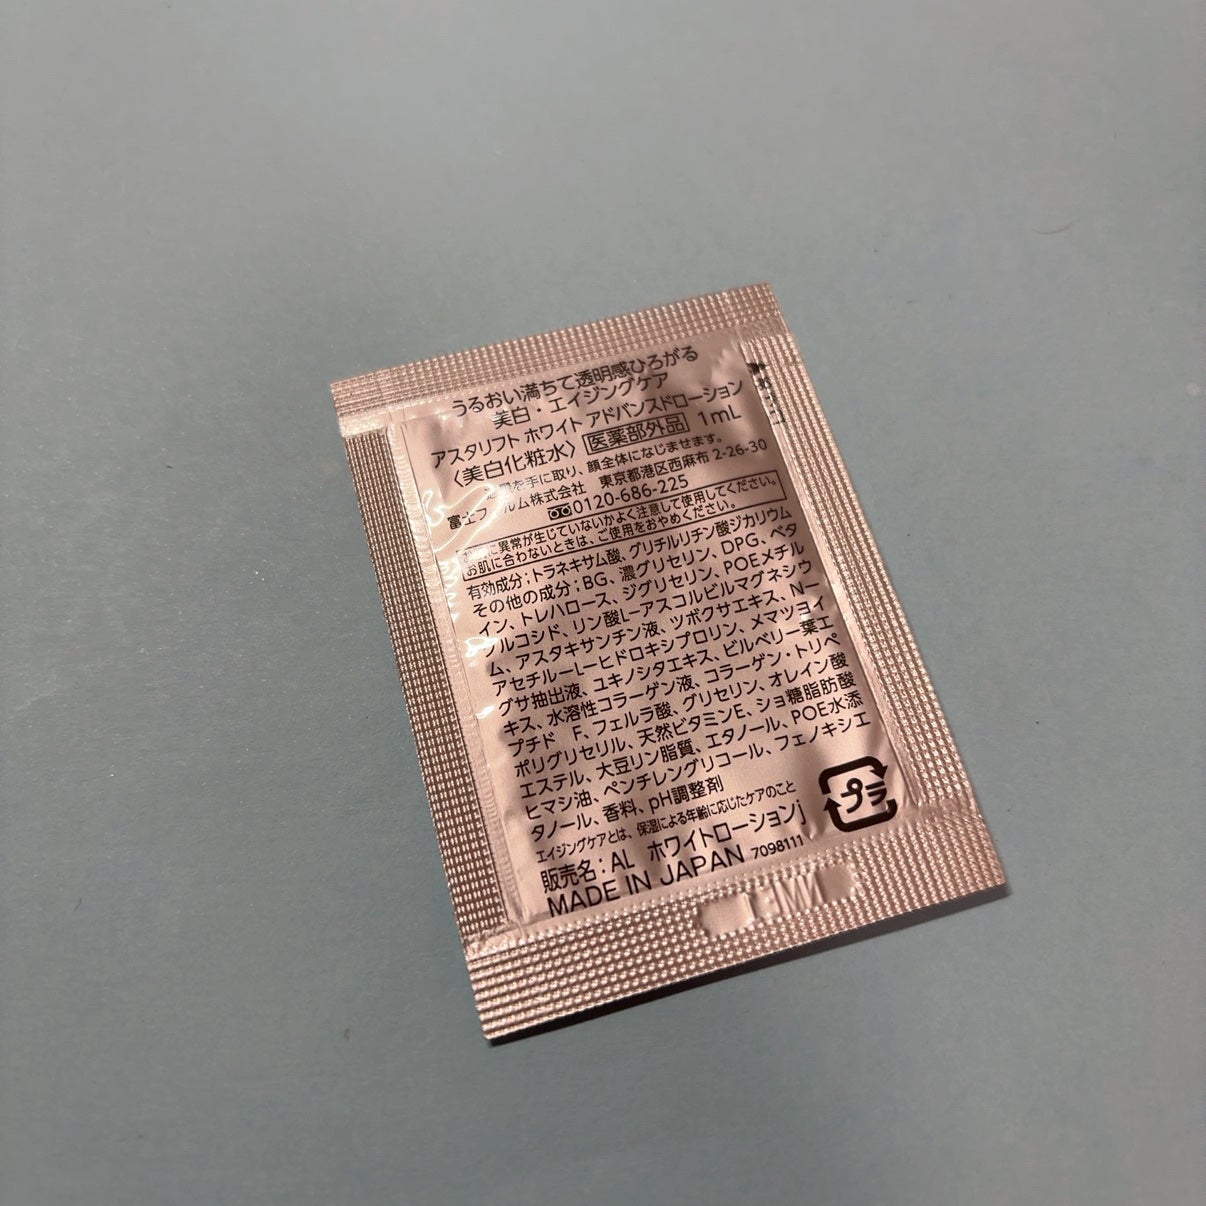 うるおい満ちて透明感ひろがる
美白・エイジングケア
アスタリフト ホワイト アドバンスドローション
〈美白化粧水〉 医薬部外品 1mL
を手に取り、顔全体になじませます。
富士フ ルム株式会社 東京都港区西麻布 2-26-30
0120-686-225
に異常が生じていないかよく注意して使用してください。
お肌に合わないときは、ご使用をおやめください。
有効成分;トラネキサム酸、グリチルリチン酸ジカリウム
その他の成分;BG、濃グリセリン、DPG、ベタ
イン、トレハロース、ジグリセリン、POEメチル
グルコシド、リン酸L-アスコルビルマグネシウ
ム、アスタキサンチン液、ツボクサエキス、N-
アセチル-L-ヒドロキシプロリン、メマツヨイ
グサ抽出液、ユキノシタエキス、ビルベリー葉エ
キス、水溶性コラーゲン液、コラーゲン・トリペ
プチド F、フェルラ酸、グリセリン、オレイン酸
ポリグリセリル、天然ビタミンE、ショ糖脂肪酸
エステル、大豆リン脂質、エタノール、POE水添
ヒマシ油、ペンチレングリコール、フェノキシエ
タノール、香料、pH調整剤
エイジングケアとは、保湿による年齢に応じたケアのこと
販売名:AL ホワイトローションj
MADE IN JAPAN 7098111
プラ